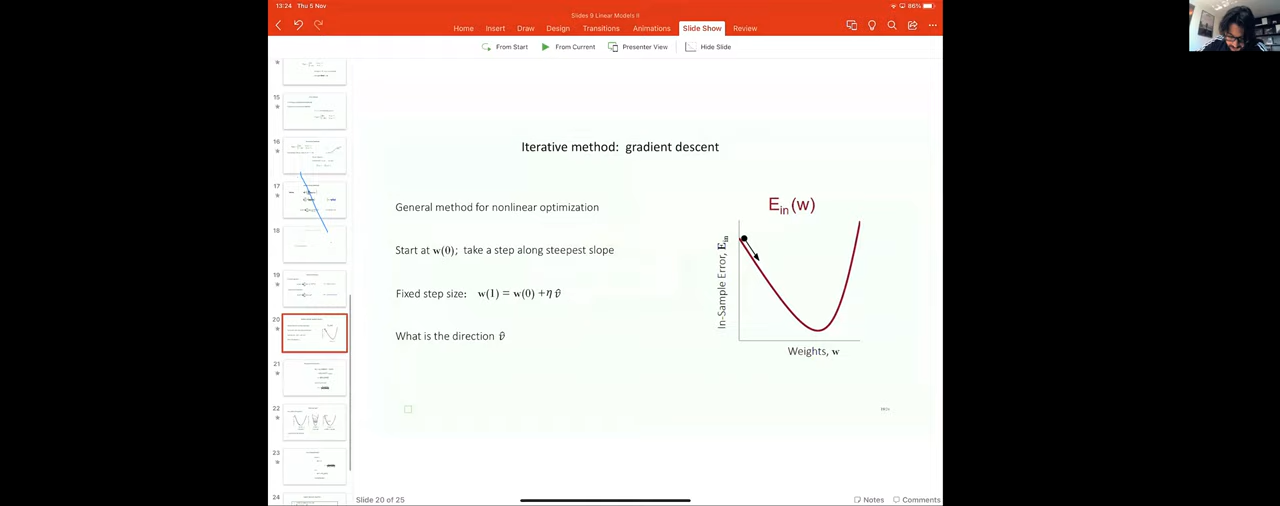 13:24 Thu 5 Nov
86%
Slides 9 Linear Models II
Home Insert Draw Design Transitions Animations Slide Show Review
From Start From Current Presenter View Hide Slide
15
16
17
18
19
20
21
22
23
24
Iterative method: gradient descent
General method for nonlinear optimization
Start at w(0); take a step along steepest slope
Fixed step size: w(1) = w(0) + η v̂
What is the direction v̂
E_in(w)
In-Sample Error, E_in
Weights, w
Slide 20 of 25
Notes Comments